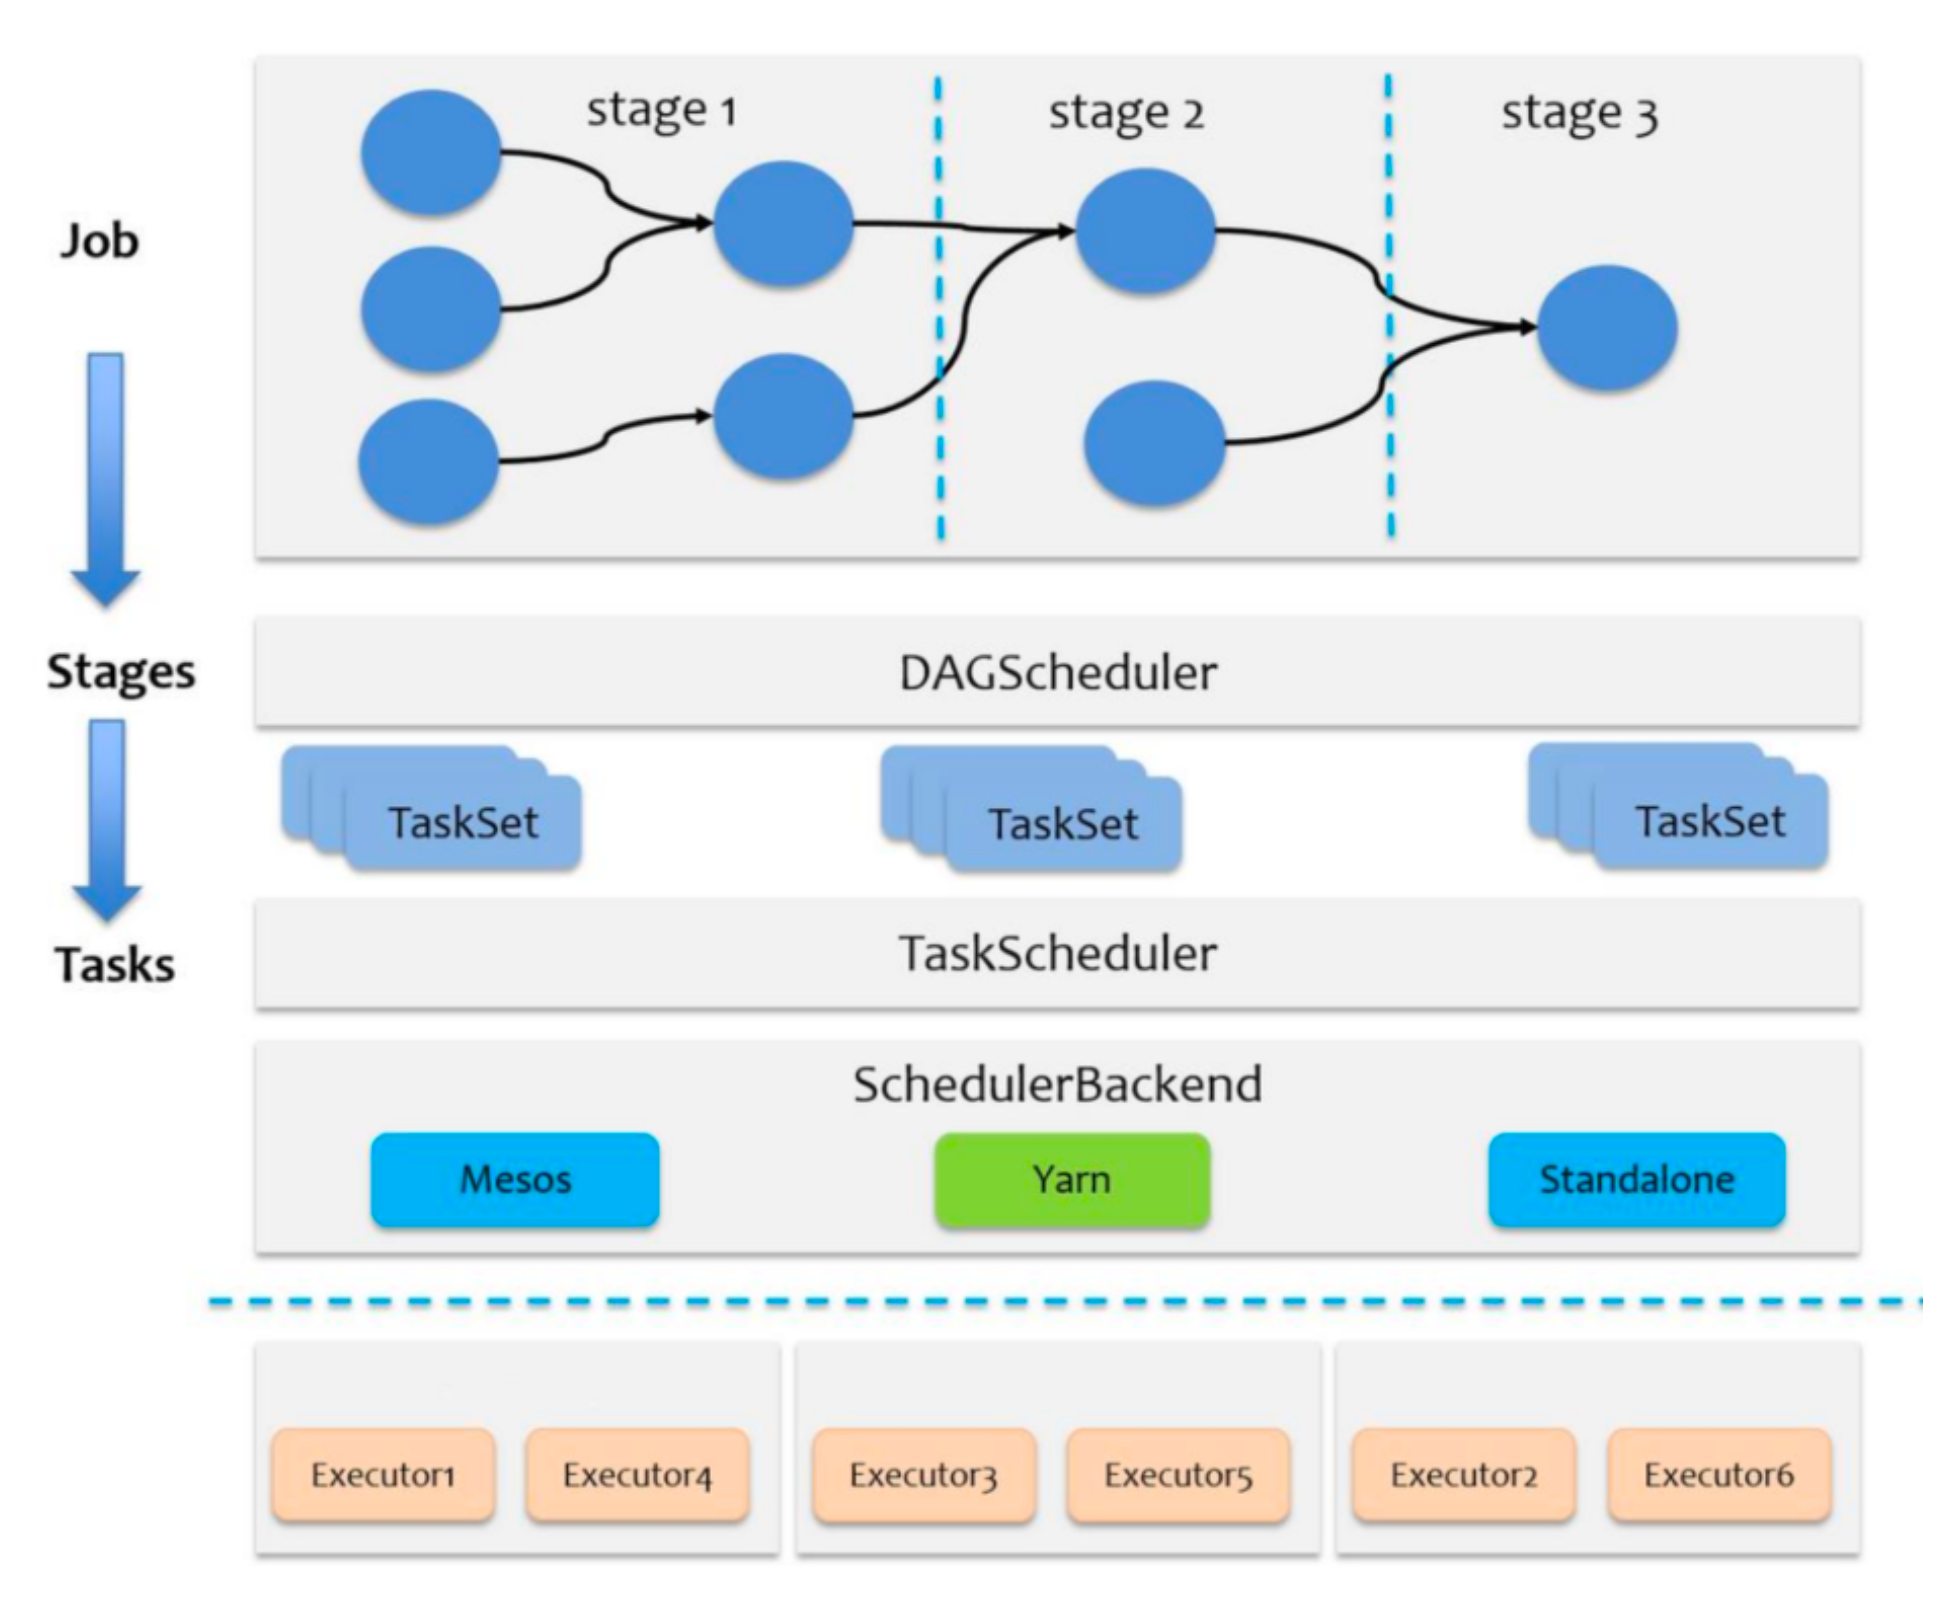 stage 1
stage 2
stage 3
Job
Stages
DAGScheduler
TaskSet
TaskSet
TaskSet
Tasks
TaskScheduler
SchedulerBackend
Mesos
Yarn
Standalone
Executor1
Executor4
Executor3
Executor5
Executor2
Executor6